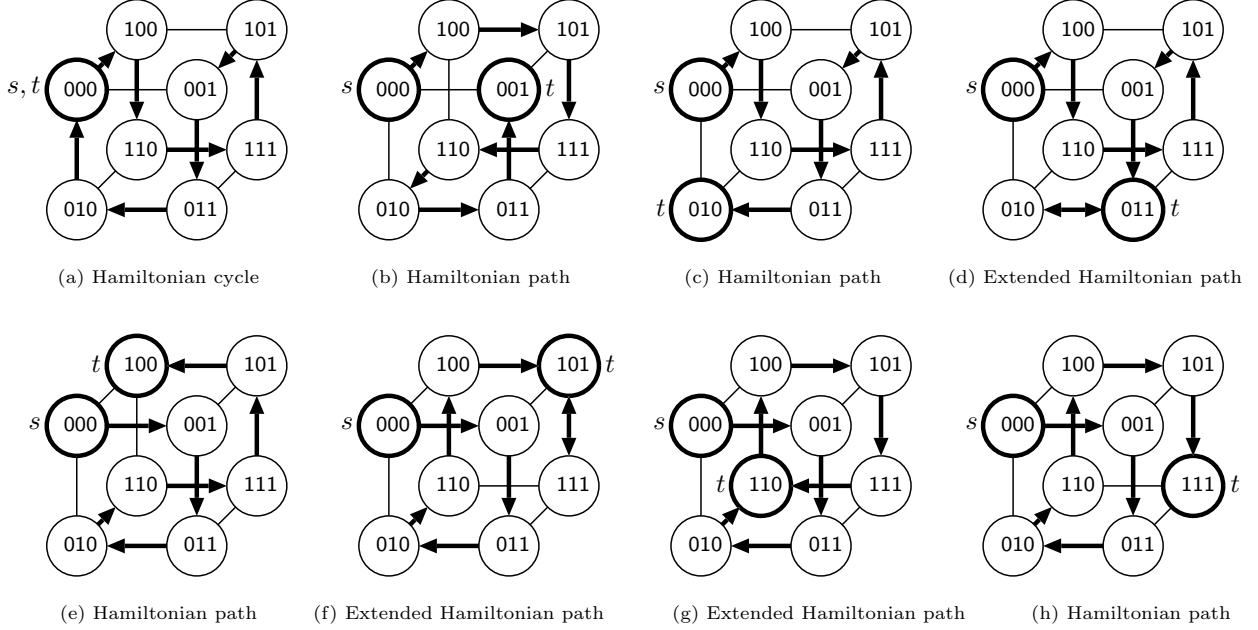 100 101 100 101 100 101 100 101
s, t 000 001 s 000 001 t s 000 001 s 000 001
110 111 110 111 110 111 110 111
010 011 010 011 t 010 011 010 011 t
(a) Hamiltonian cycle (b) Hamiltonian path (c) Hamiltonian path (d) Extended Hamiltonian path
t 100 101 100 101 t 100 101 100 101
s 000 001 s 000 001 s 000 001 s 000 001
110 111 110 111 t 110 111 110 111 t
010 011 010 011 010 011 010 011
(e) Hamiltonian path (f) Extended Hamiltonian path (g) Extended Hamiltonian path (h) Hamiltonian path